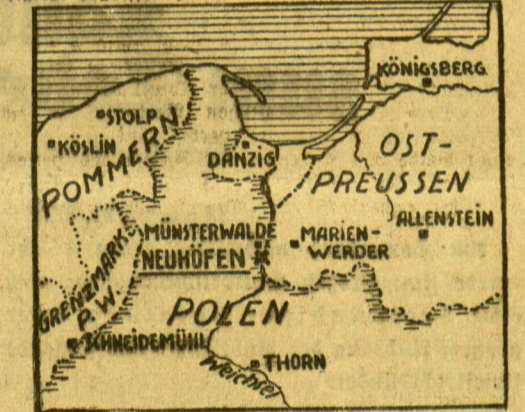 KÖNIGSBERG
STOLP
KÖSLIN
POMMERN
DANZIG
OST-
PREUSSEN
ALLENSTEIN
MÜNSTERWALDE
NEUHÖFEN
MARIEN-
WERDER
GRENZMARK
P.W.
POLEN
SCHNEIDEMÜHL
THORN
Weichsel